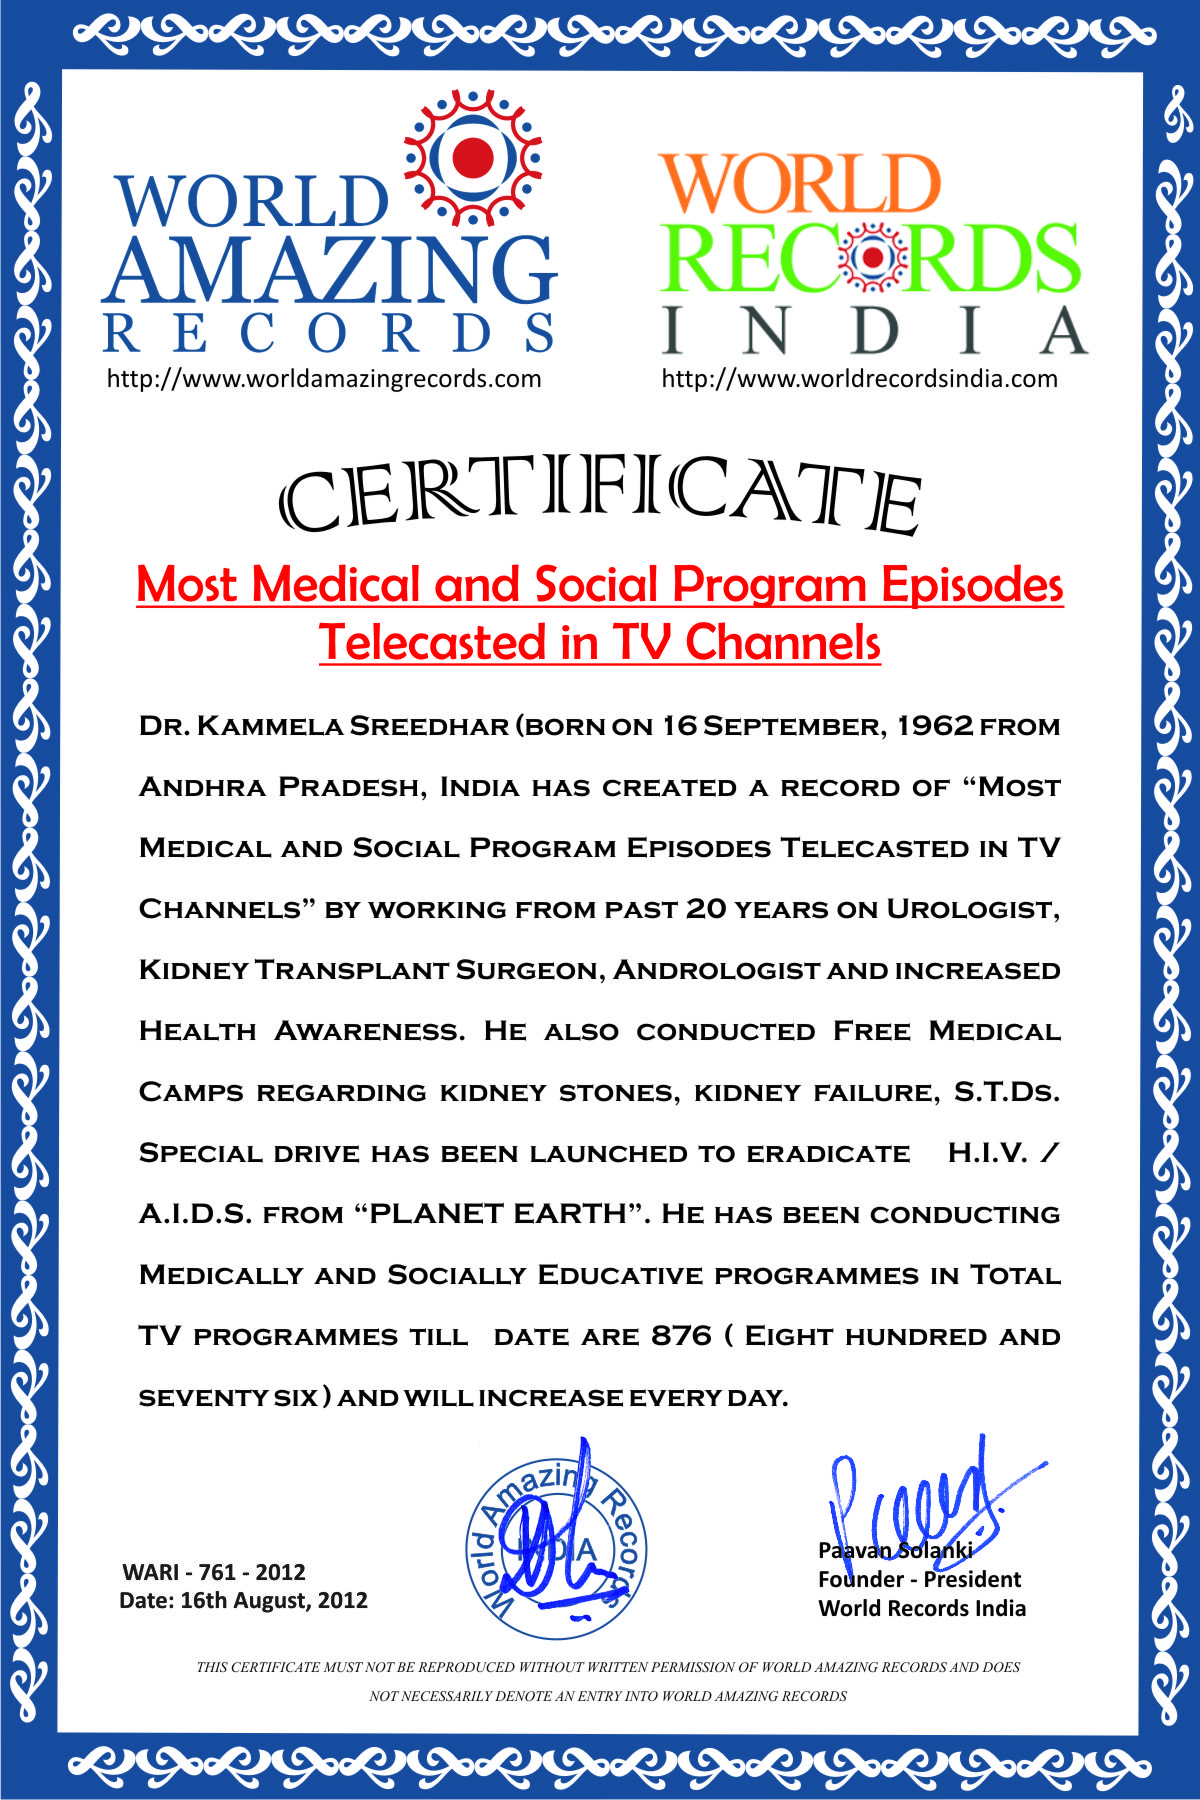 WORLD
AMAZING
RECORDS
http://www.worldamazingrecords.com
WORLD
RECORDS
INDIA
http://www.worldrecordsindia.com
CERTIFICATE
Most Medical and Social Program Episodes
Telecasted in TV Channels
Dr. Kammela Sreedhar (born on 16 September, 1962 from
Andhra Pradesh, India has created a record of “Most
Medical and Social Program Episodes Telecasted in TV
Channels” by working from past 20 years on Urologist,
Kidney Transplant Surgeon, Andrologist and increased
Health Awareness. He also conducted Free Medical
Camps regarding kidney stones, kidney failure, S.T.Ds.
Special drive has been launched to eradicate H.I.V. /
A.I.D.S. from “PLANET EARTH”. He has been conducting
Medically and Socially Educative programmes in Total
TV programmes till date are 876 ( Eight hundred and
seventy six ) and will increase every day.
WARI - 761 - 2012
Date: 16th August, 2012
World Amazing Records
INDIA
Paavan Solanki
Founder - President
World Records India
THIS CERTIFICATE MUST NOT BE REPRODUCED WITHOUT WRITTEN PERMISSION OF WORLD AMAZING RECORDS AND DOES
NOT NECESSARILY DENOTE AN ENTRY INTO WORLD AMAZING RECORDS